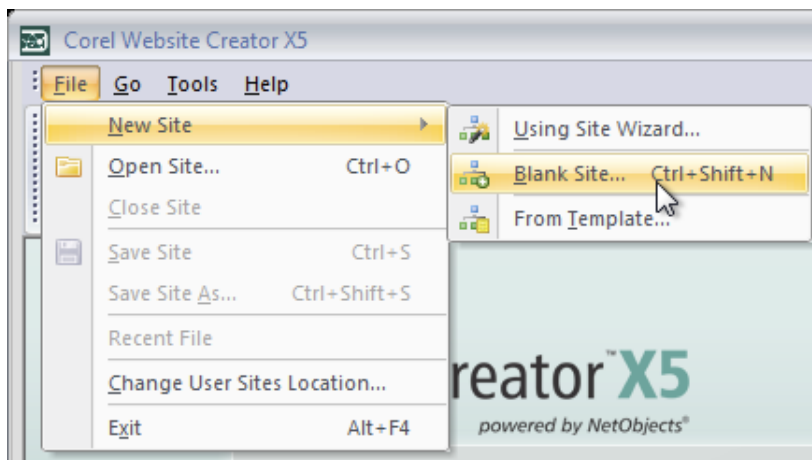 Corel Website Creator X5
File Go Tools Help
New Site
Using Site Wizard...
Open Site... Ctrl+O
Blank Site... Ctrl+Shift+N
Close Site
From Template...
Save Site Ctrl+S
Save Site As... Ctrl+Shift+S
Recent File
reator™X5
Change User Sites Location...
Exit Alt+F4
powered by NetObjects®